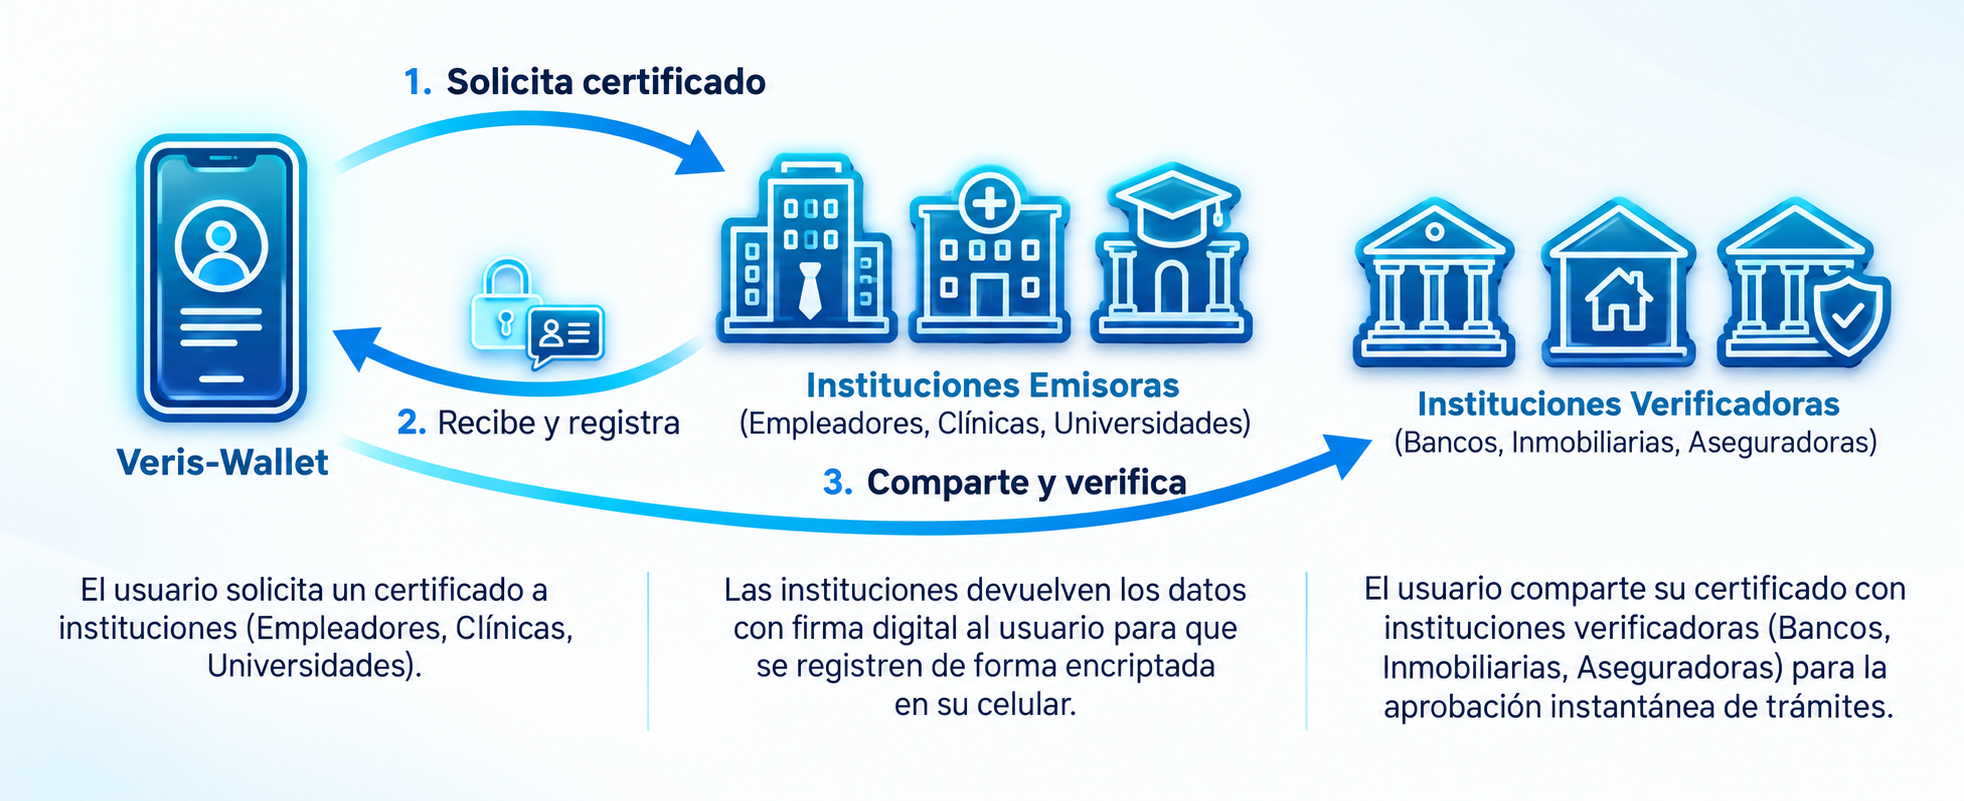 1. Solicita certificado
2. Recibe y registra
Veris-Wallet
Instituciones Emisoras
(Empleadores, Clínicas, Universidades)
Instituciones Verificadoras
(Bancos, Inmobiliarias, Aseguradoras)
3. Comparte y verifica
El usuario solicita un certificado a
instituciones (Empleadores, Clínicas,
Universidades).
Las instituciones devuelven los datos
con firma digital al usuario para que
se registren de forma encriptada
en su celular.
El usuario comparte su certificado con
instituciones verificadoras (Bancos,
Inmobiliarias, Aseguradoras) para la
aprobación instantánea de trámites.